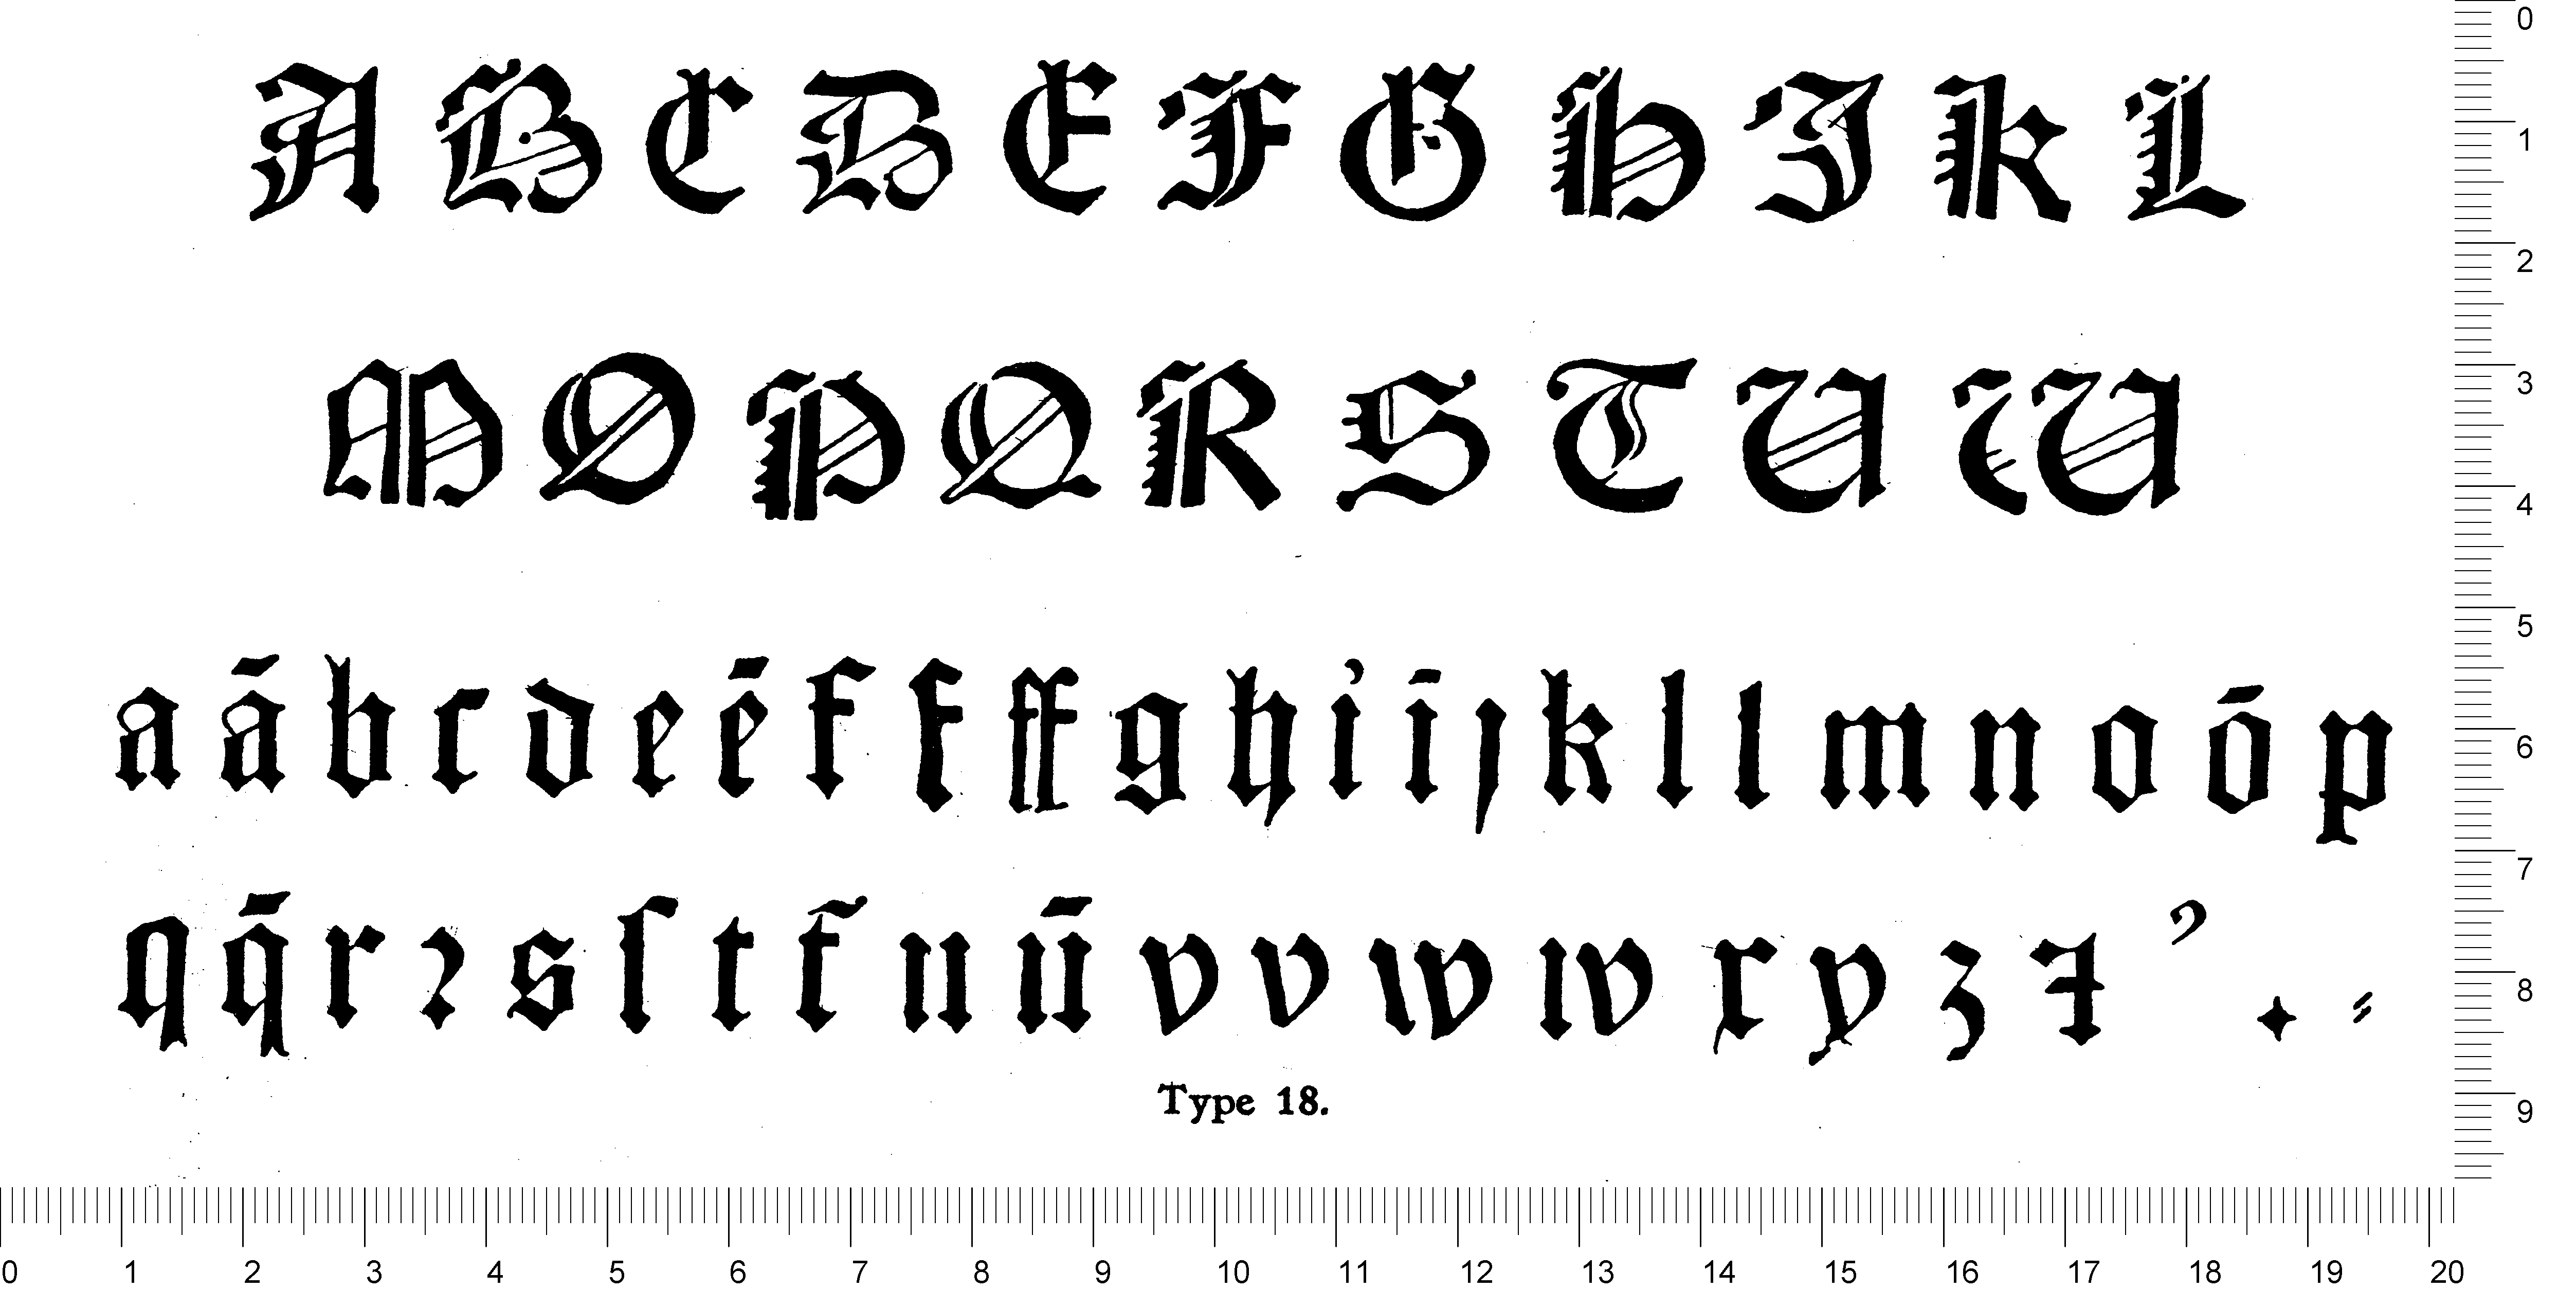 A B C D E F G H I K L
M O P Q R S T U W
a ā b c d e ē f f ff g h i ī j k l l m n o ō p
q q̄ r ꝛ s ſ t t̄ u ū v v w w x y z ⁊ ’ . ⸗
Type 18.
0 1 2 3 4 5 6 7 8 9
0 1 2 3 4 5 6 7 8 9 10 11 12 13 14 15 16 17 18 19 20